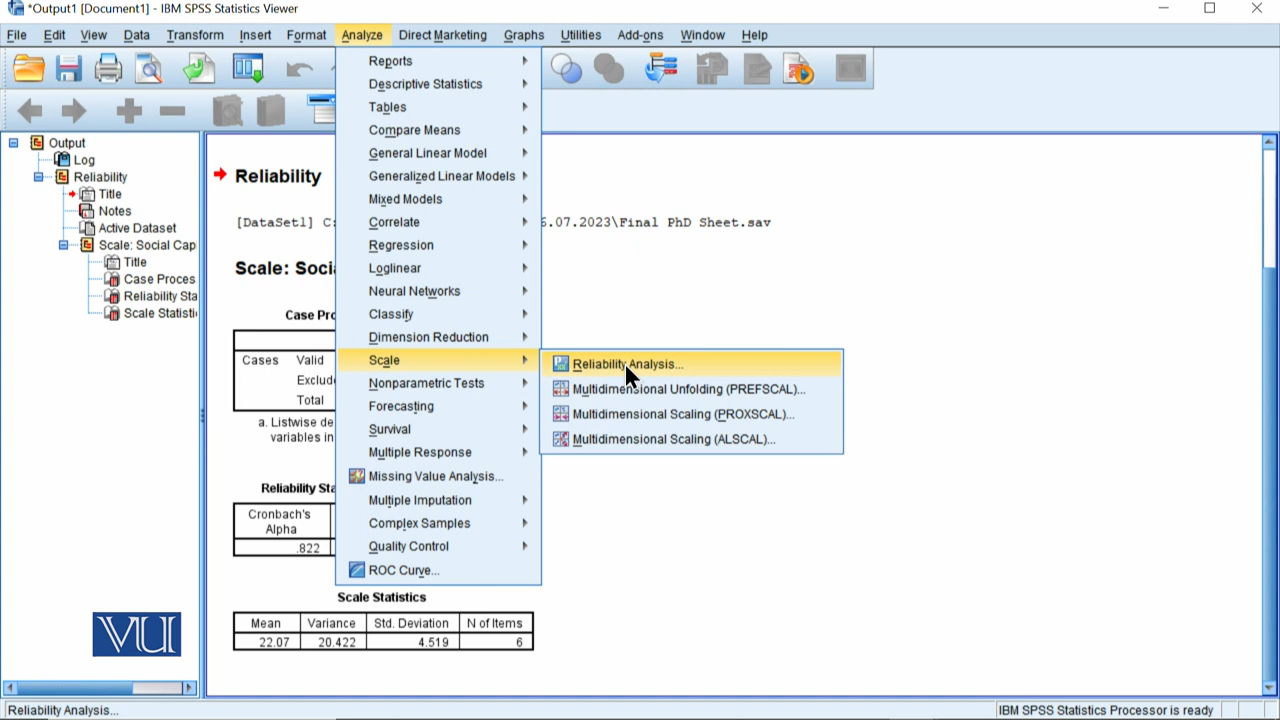 *Output1 [Document1] - IBM SPSS Statistics Viewer
File Edit View Data Transform Insert Format Analyze Direct Marketing Graphs Utilities Add-ons Window Help
Reports
Descriptive Statistics
Tables
Compare Means
General Linear Model
Generalized Linear Models
Mixed Models
Correlate
Regression
Loglinear
Neural Networks
Classify
Dimension Reduction
Scale
Nonparametric Tests
Forecasting
Survival
Multiple Response
Missing Value Analysis...
Multiple Imputation
Complex Samples
Quality Control
ROC Curve...
Reliability Analysis...
Multidimensional Unfolding (PREFSCAL)...
Multidimensional Scaling (PROXSCAL)...
Multidimensional Scaling (ALSCAL)...
Output
Log
Reliability
Title
Notes
Active Dataset
Scale: Social Cap
Title
Case Proces
Reliability Sta
Scale Statisti
Reliability
[DataSet1] C: 6.07.2023\Final PhD Sheet.sav
Scale: Soci
Case Pro
Cases Valid
Exclud
Total
a. Listwise de
variables in
Reliability Sta
Cronbach's
Alpha
.822
Scale Statistics
Mean Variance Std. Deviation N of Items
22.07 20.422 4.519 6
VU
Reliability Analysis...
IBM SPSS Statistics Processor is ready